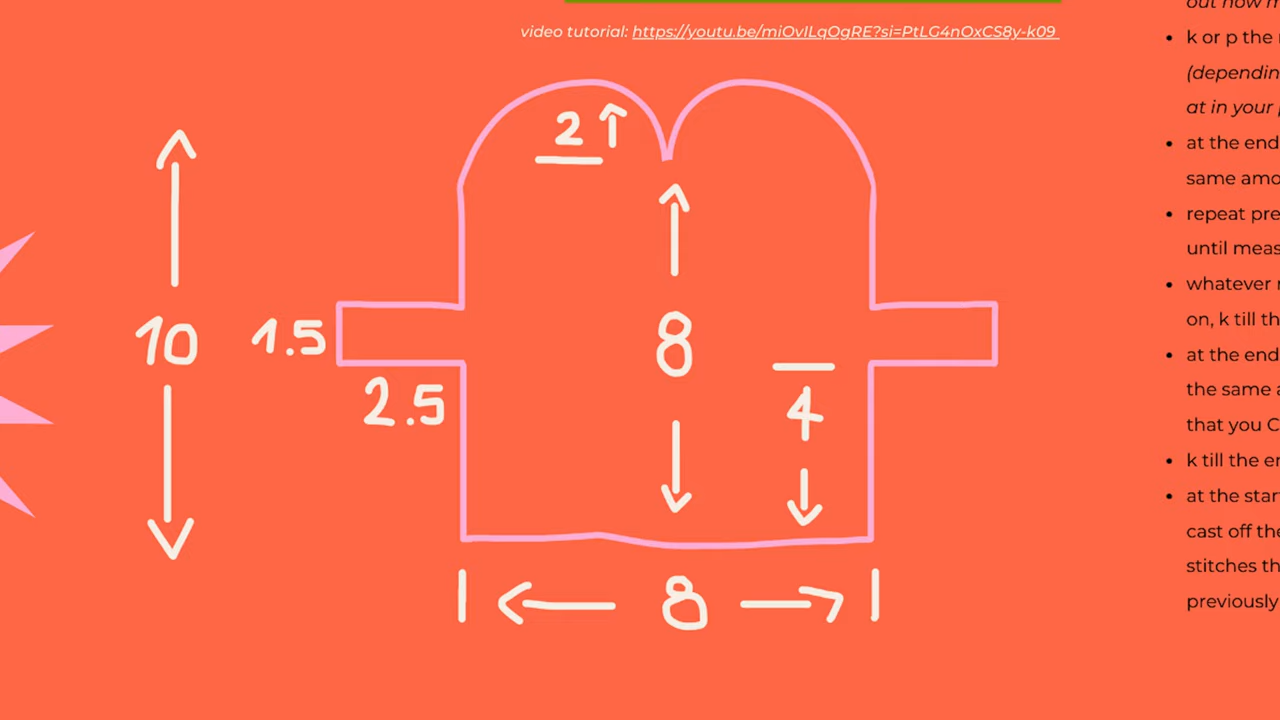 video tutorial: https://youtu.be/miOvILqOgRE?si=PtLG4nOxCS8y-k09
2
10
1.5
8
2.5
4
8
k or p the
(dependin
at in your
at the end
same amo
repeat pre
until meas
whatever
on, k till th
at the end
the same a
that you C
k till the e
at the star
cast off the
stitches th
previously